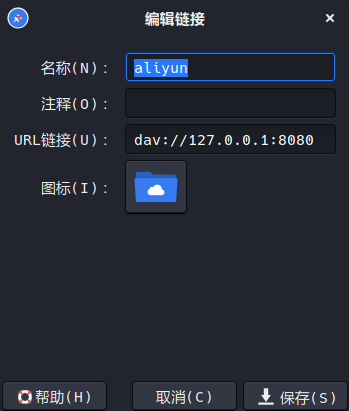 编辑链接
名称(N)： aliyun
注释(O)：
URL链接(U)： dav://127.0.0.1:8080
图标(I)：
帮助(H) 取消(C) 保存(S)